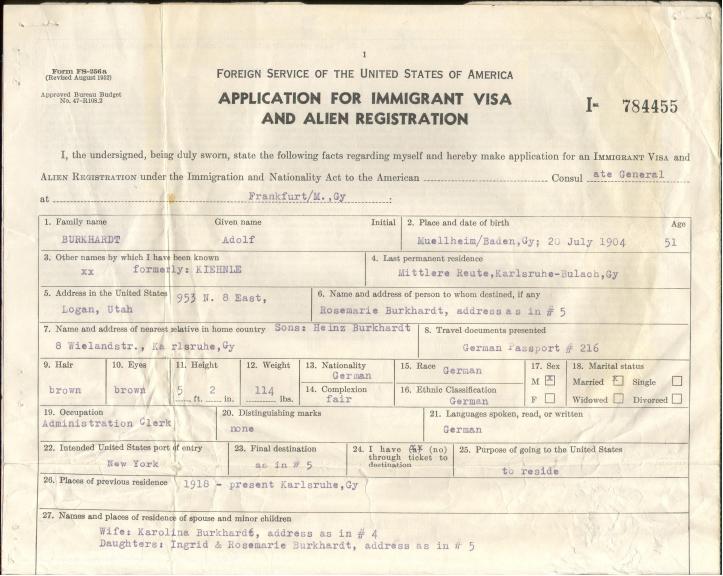 1
Form FS-256a
(Revised August 1952)
Approved Bureau Budget
No. 47-R108.2
FOREIGN SERVICE OF THE UNITED STATES OF AMERICA
APPLICATION FOR IMMIGRANT VISA
AND ALIEN REGISTRATION
I- 784455
I, the undersigned, being duly sworn, state the following facts regarding myself and hereby make application for an IMMIGRANT VISA and
ALIEN REGISTRATION under the Immigration and Nationality Act to the American Consul ate General
at Frankfurt/M.,Gy :
1. Family name Given name Initial 2. Place and date of birth Age
BURKHARDT Adolf Muellheim/Baden,Gy; 20 July 1904 51
3. Other names by which I have been known 4. Last permanent residence
xx formerly: KIEHNLE Mittlere Reute,Karlsruhe-Bulach,Gy
5. Address in the United States 953 N. 8 East, 6. Name and address of person to whom destined, if any
Logan, Utah Rosemarie Burkhardt, address as in # 5
7. Name and address of nearest relative in home country Sons: Heinz Burkhardt 8. Travel documents presented
8 Wielandstr., Karlsruhe,Gy German Passport # 216
9. Hair 10. Eyes 11. Height 12. Weight 13. Nationality 15. Race German 17. Sex 18. Marital status
German
brown brown 5 ft. 2 in. 114 lbs. 14. Complexion 16. Ethnic Classification M X Married X Single
fair German F Widowed Divorced
19. Occupation 20. Distinguishing marks 21. Languages spoken, read, or written
Administration Clerk none German
22. Intended United States port of entry 23. Final destination 24. I have (no) 25. Purpose of going to the United States
through ticket to
destination
New York as in # 5 to reside
26. Places of previous residence 1918 - present Karlsruhe,Gy
27. Names and places of residence of spouse and minor children
Wife: Karolina Burkhardt, address as in # 4
Daughters: Ingrid & Rosemarie Burkhardt, address as in # 5